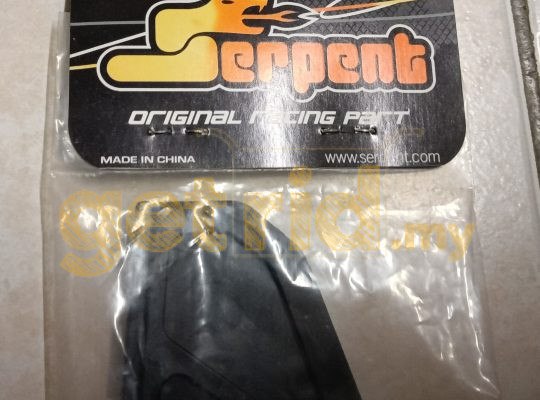 Serpent
ORIGINAL RACING PART
MADE IN CHINA
www.serpent.com
getrid.my